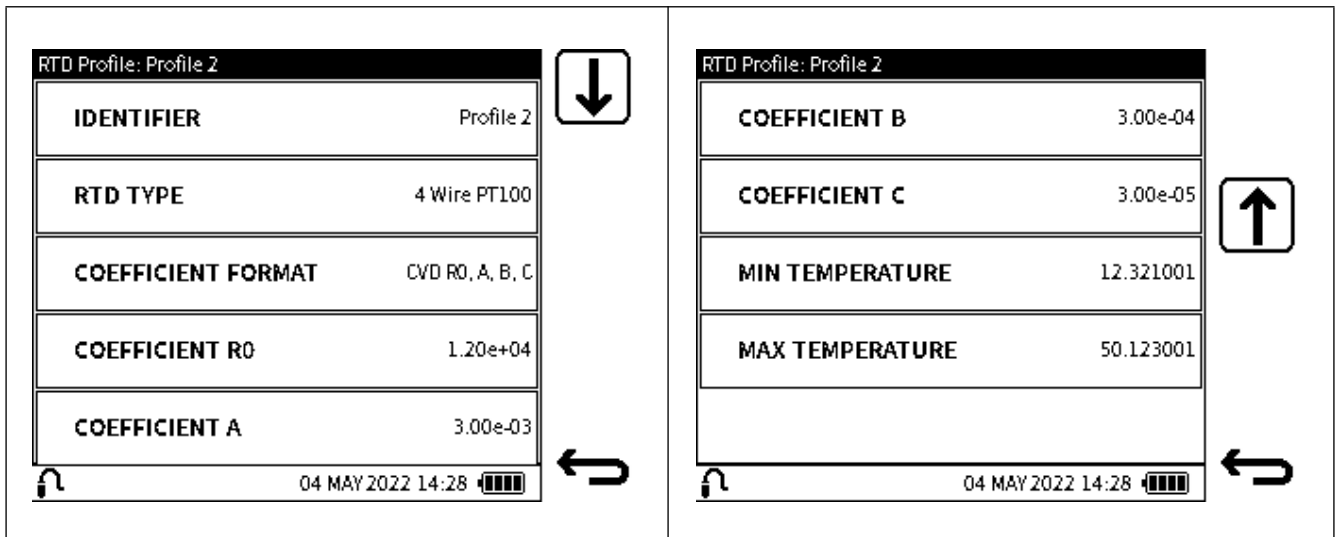 RTD Profile: Profile 2
IDENTIFIER Profile 2
RTD TYPE 4 Wire PT100
COEFFICIENT FORMAT CVD R0, A, B, C
COEFFICIENT R0 1.20e+04
COEFFICIENT A 3.00e-03
04 MAY 2022 14:28
RTD Profile: Profile 2
COEFFICIENT B 3.00e-04
COEFFICIENT C 3.00e-05
MIN TEMPERATURE 12.321001
MAX TEMPERATURE 50.123001
04 MAY 2022 14:28